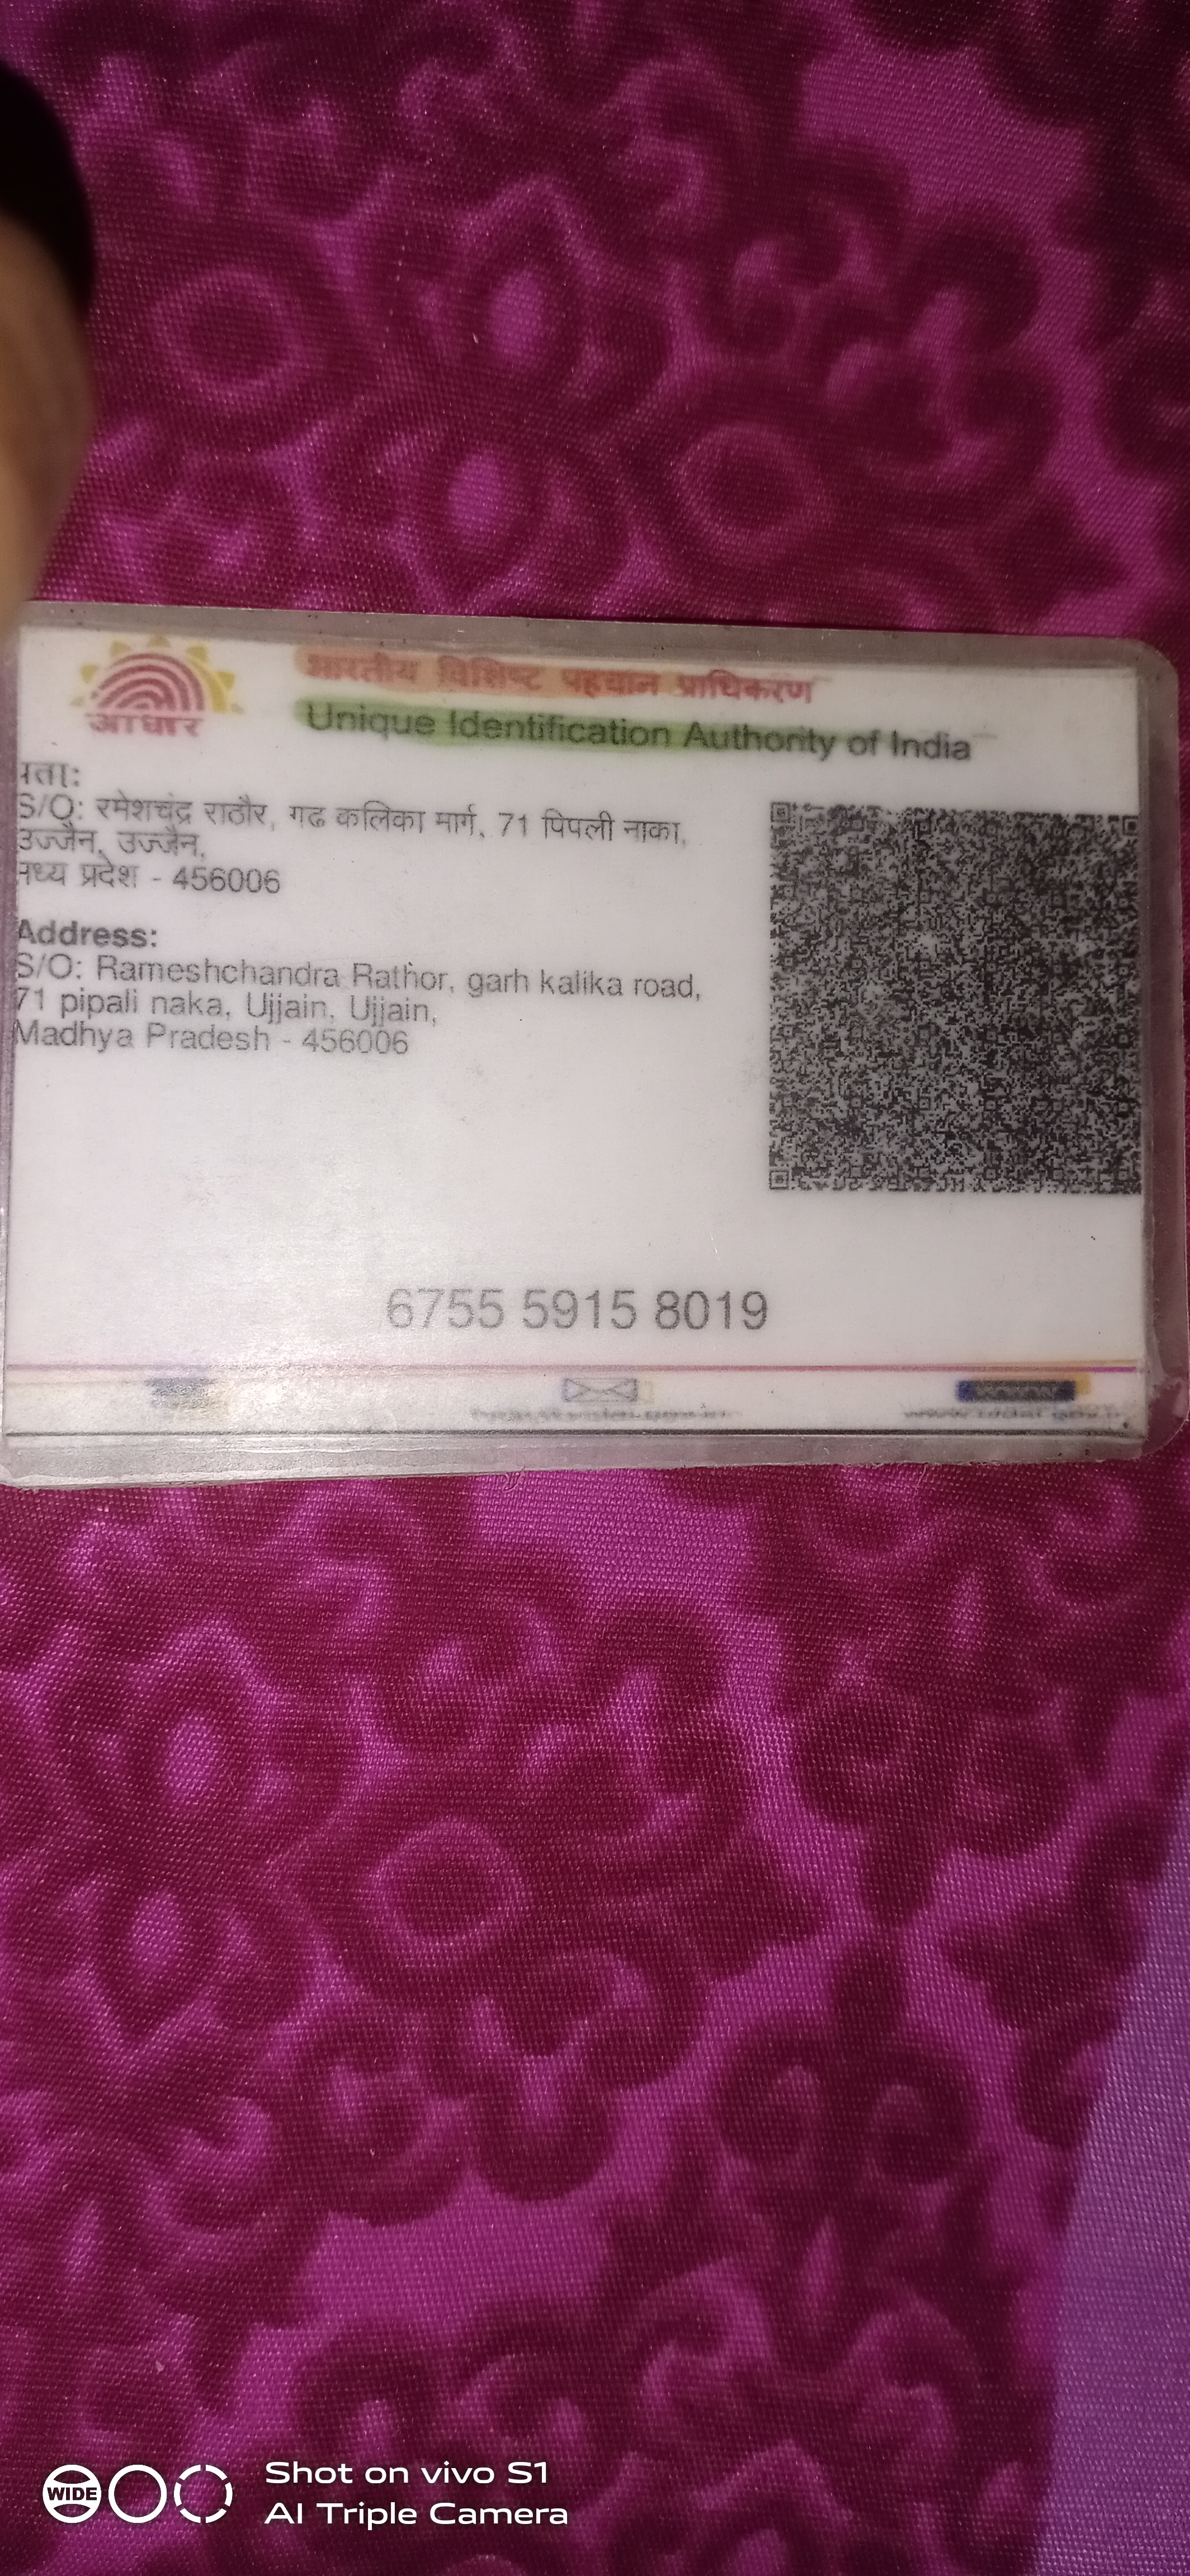 आधार
भारतीय विशिष्ट पहचान प्राधिकरण
Unique Identification Authority of India
पता:
S/O: रमेशचंद्र राठौर, गढ कलिका मार्ग, 71 पिपली नाका,
उज्जैन, उज्जैन,
मध्य प्रदेश - 456006
Address:
S/O: Rameshchandra Rathor, garh kalika road,
71 pipali naka, Ujjain, Ujjain,
Madhya Pradesh - 456006
6755 5915 8019
WIDE
Shot on vivo S1
AI Triple Camera